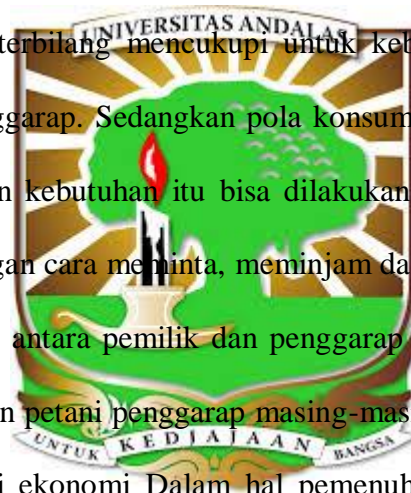 UNIVERSITAS ANDALAS
terbilang mencukupi untuk keb
ggarap. Sedangkan pola konsum
n kebutuhan itu bisa dilakukan
gan cara meminta, meminjam da
antara pemilik dan penggarap
n petani penggarap masing-mas
UNTUK KEDJAJAAN BANGSA
i ekonomi Dalam hal pemenuh